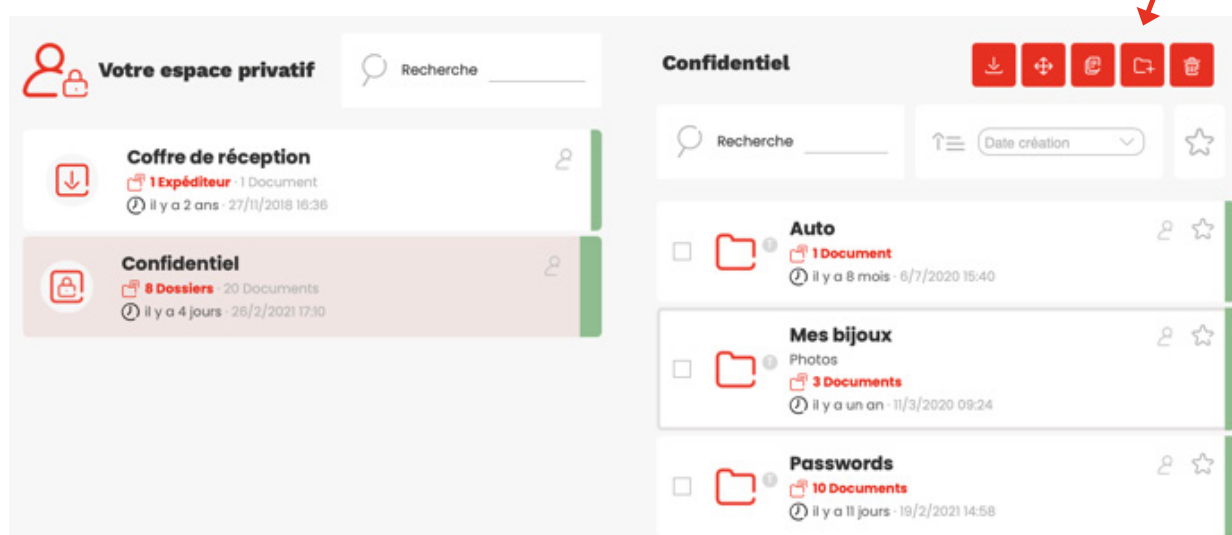 Votre espace privatif
Recherche
Coffre de réception
1 Expéditeur · 1 Document
il y a 2 ans · 27/11/2018 16:36
Confidentiel
8 Dossiers · 20 Documents
il y a 4 jours · 26/2/2021 17:10
Confidentiel
Recherche
Date création
Auto
1 Document
il y a 8 mois · 6/7/2020 15:40
Mes bijoux
Photos
3 Documents
il y a un an · 11/3/2020 09:24
Passwords
10 Documents
il y a 11 jours · 19/2/2021 14:58